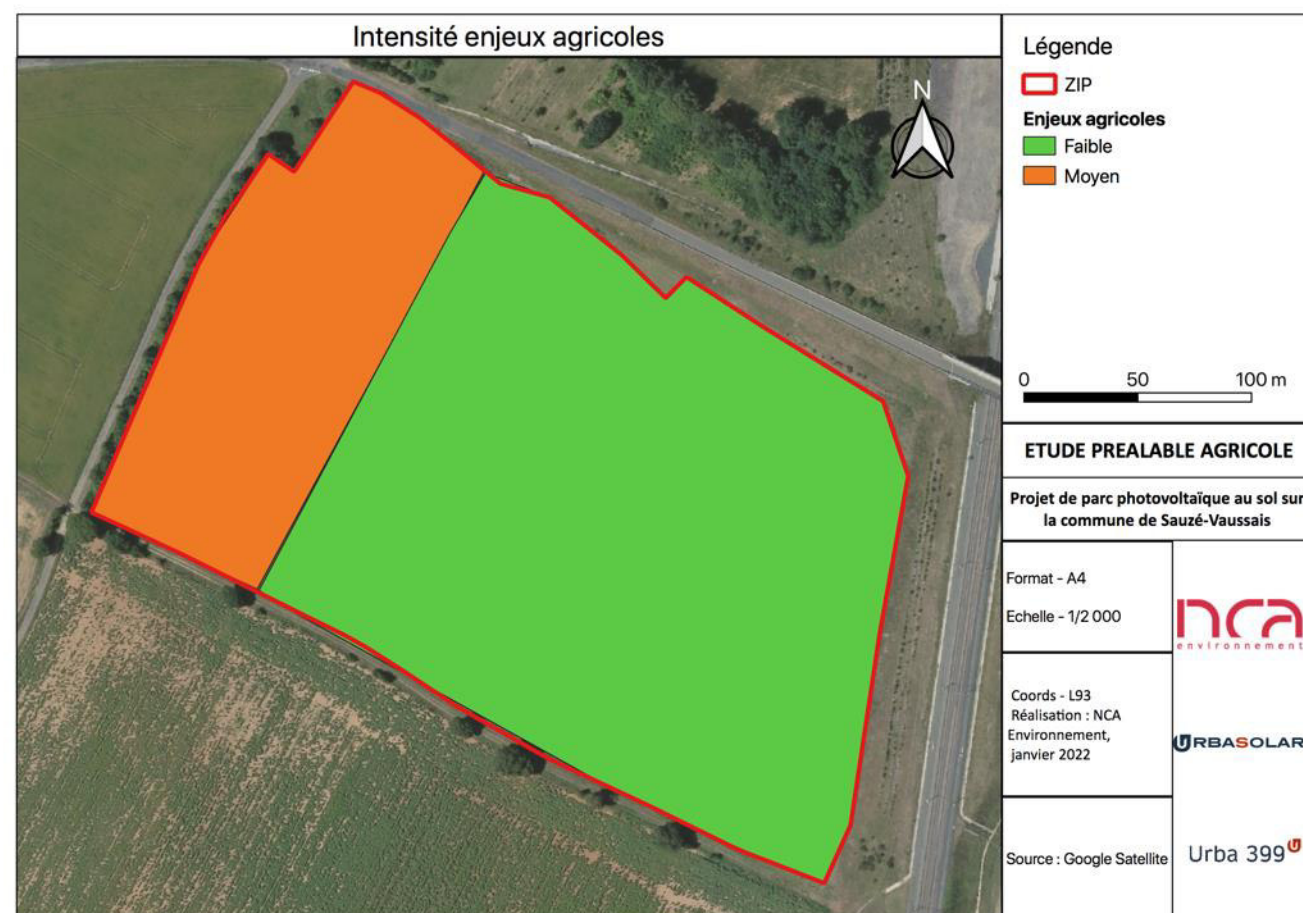 Intensité enjeux agricoles
N
Légende
ZIP
Enjeux agricoles
Faible
Moyen
0 50 100 m
ETUDE PREALABLE AGRICOLE
Projet de parc photovoltaïque au sol sur
la commune de Sauzé-Vaussais
Format - A4
Echelle - 1/2 000
nca
environnement
Coords - L93
Réalisation : NCA
Environnement,
janvier 2022
URBASOLAR
Source : Google Satellite
Urba 399